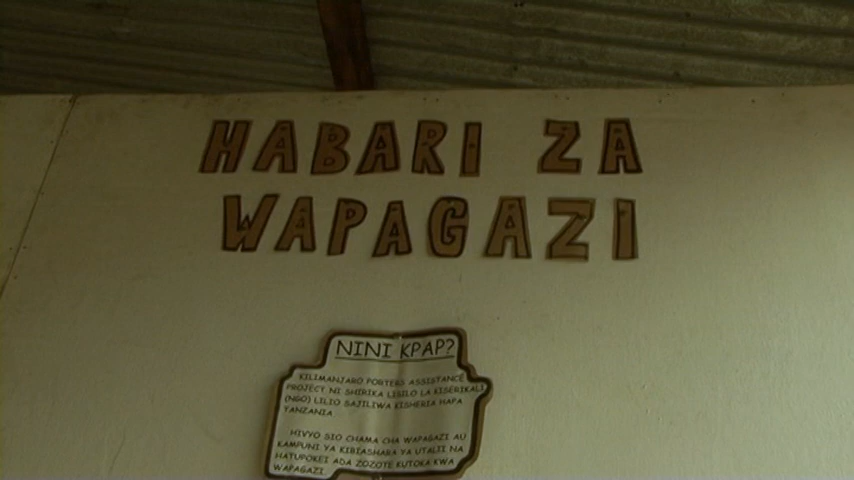 HABARI ZA
WAPAGAZI
NINI KPAP?
KILIMANJARO PORTERS ASSISTANCE
PROJECT NI SHIRIKA LISILO LA KISERIKALI
(NGO) LILIO SAJILIWA KISHERIA HAPA
TANZANIA
HIVYO SIO CHAMA CHA WAPAGAZI AU
KAMPUNI YA KIBIASHARA YA UTALII NA
HATUPOKEI ADA ZOZOTE KUTOKA KWA
WAPAGAZI.